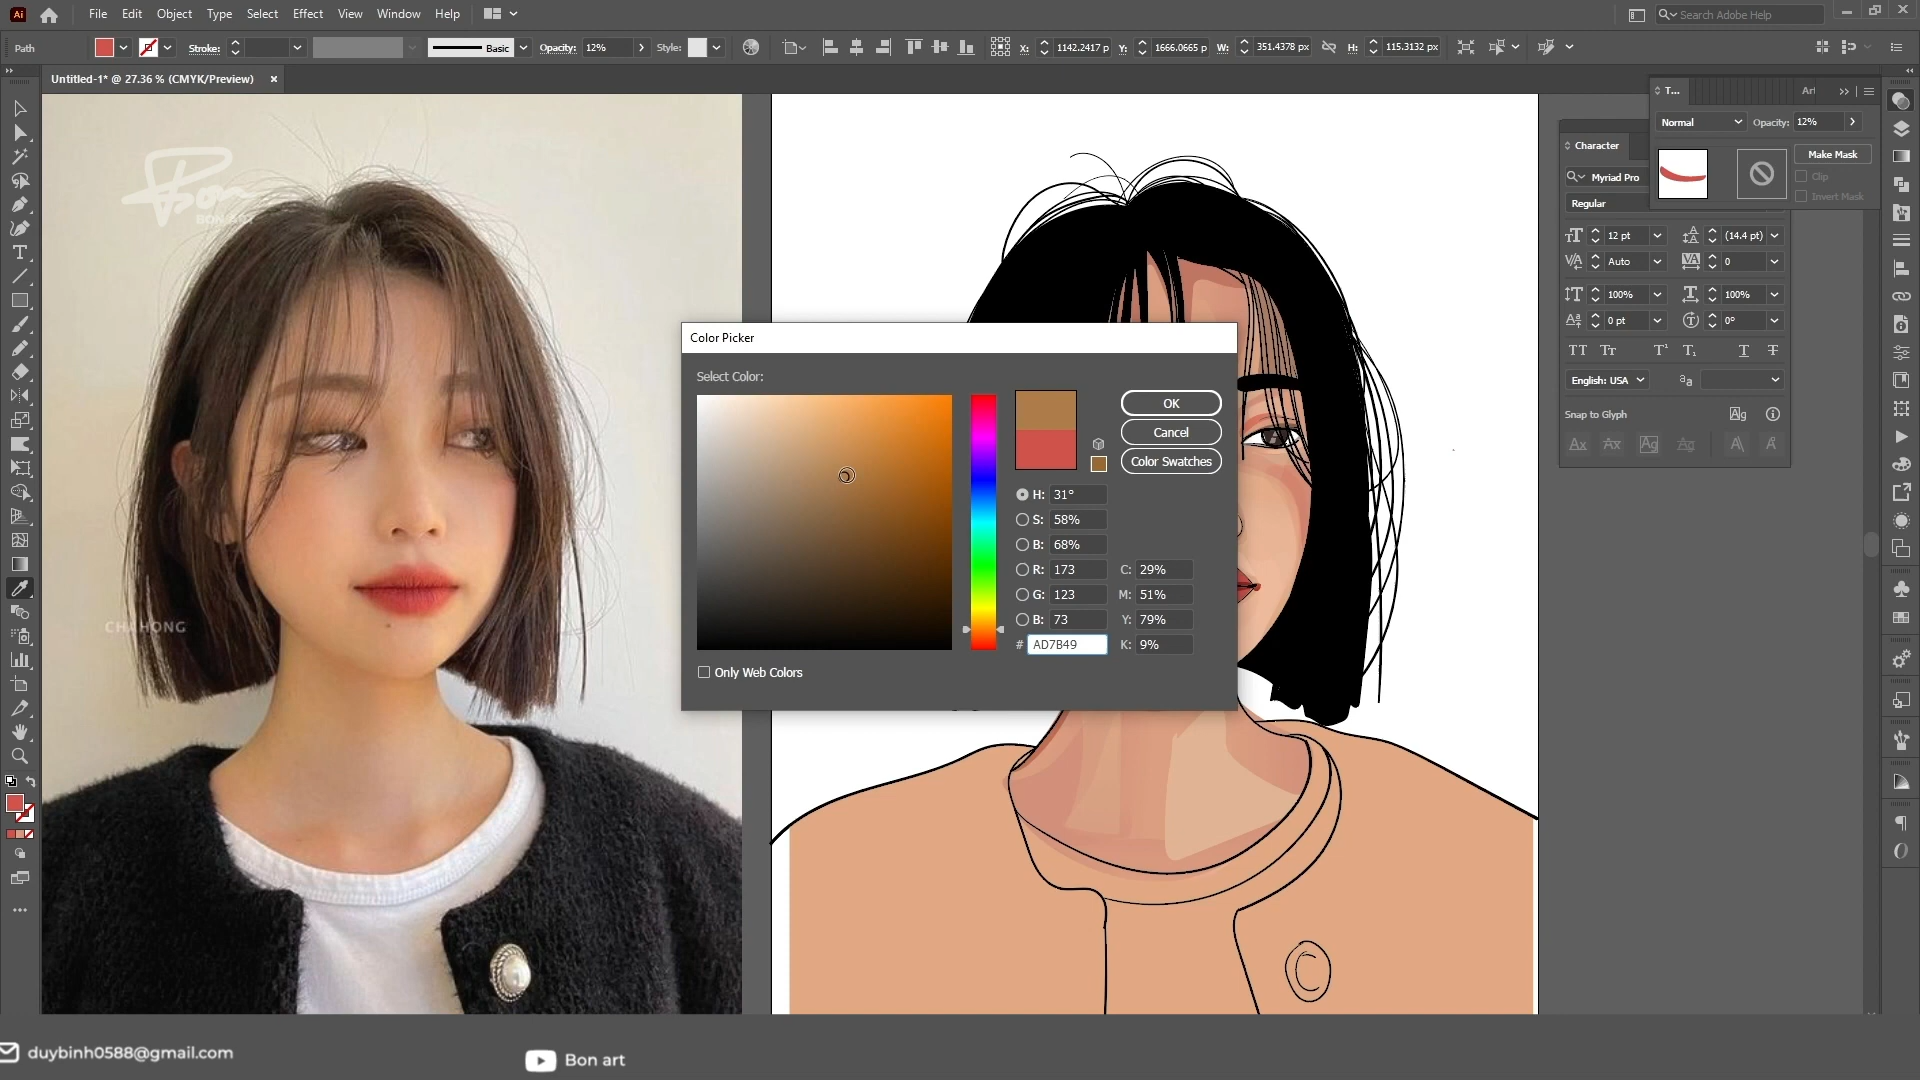 Ai File Edit Object Type Select Effect View Window Help Search Adobe Help
Path Stroke: Basic Opacity: 12% Style: X: 1142.2417 p Y: 1666.0665 p W: 351.4378 px H: 115.3132 px
Untitled-1* @ 27.36 % (CMYK/Preview) ×
T...
Normal Opacity: 12%
Make Mask
Clip
Invert Mask
Character
Myriad Pro
Regular
12 pt (14.4 pt)
Auto 0
100% 100%
0 pt 0°
TT Tr T¹ T₁ T Ŧ
English: USA aa
Snap to Glyph
Bon
BON ART
CHAHONG
Color Picker
Select Color:
OK
Cancel
Color Swatches
H: 31°
S: 58%
B: 68%
R: 173 C: 29%
G: 123 M: 51%
B: 73 Y: 79%
# AD7B49 K: 9%
Only Web Colors
duybinh0588@gmail.com
Bon art